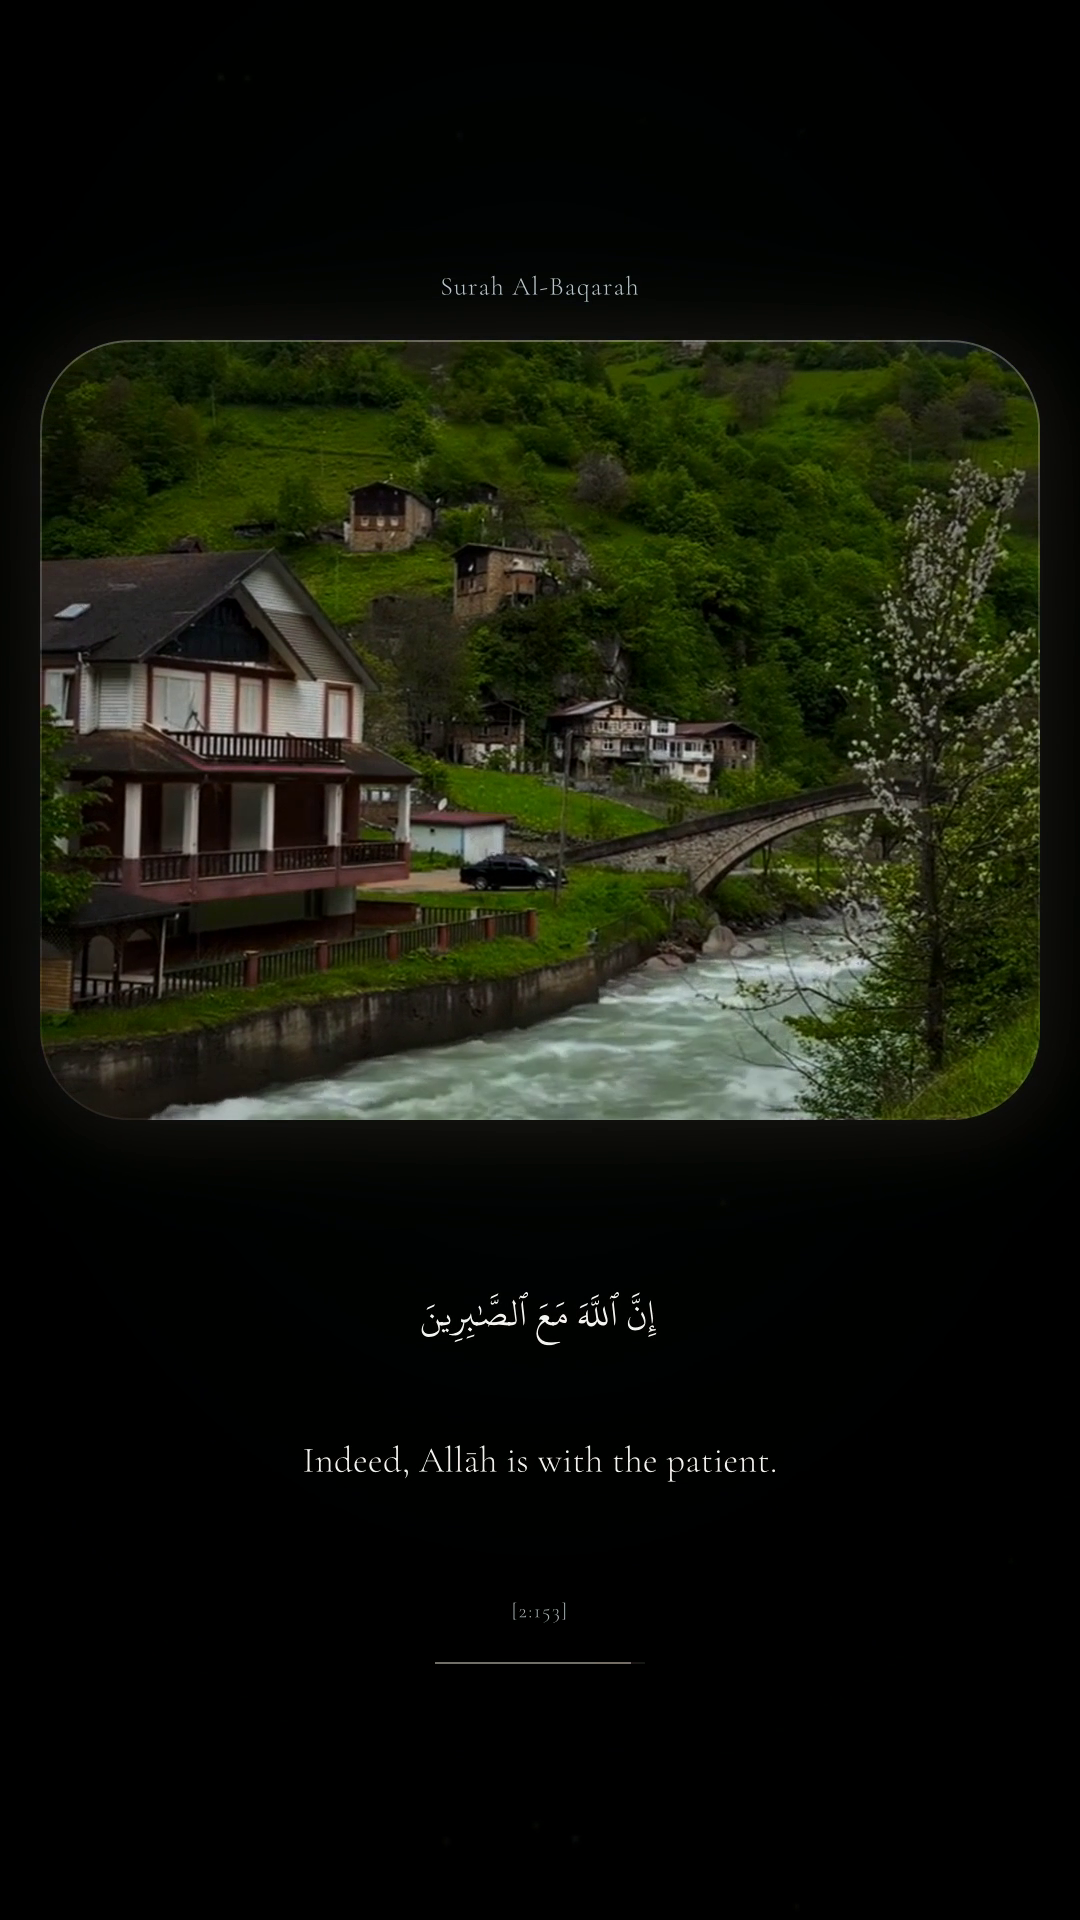 Surah Al-Baqarah
إِنَّ ٱللَّهَ مَعَ ٱلصَّـٰبِرِينَ
Indeed, Allāh is with the patient.
[2:153]